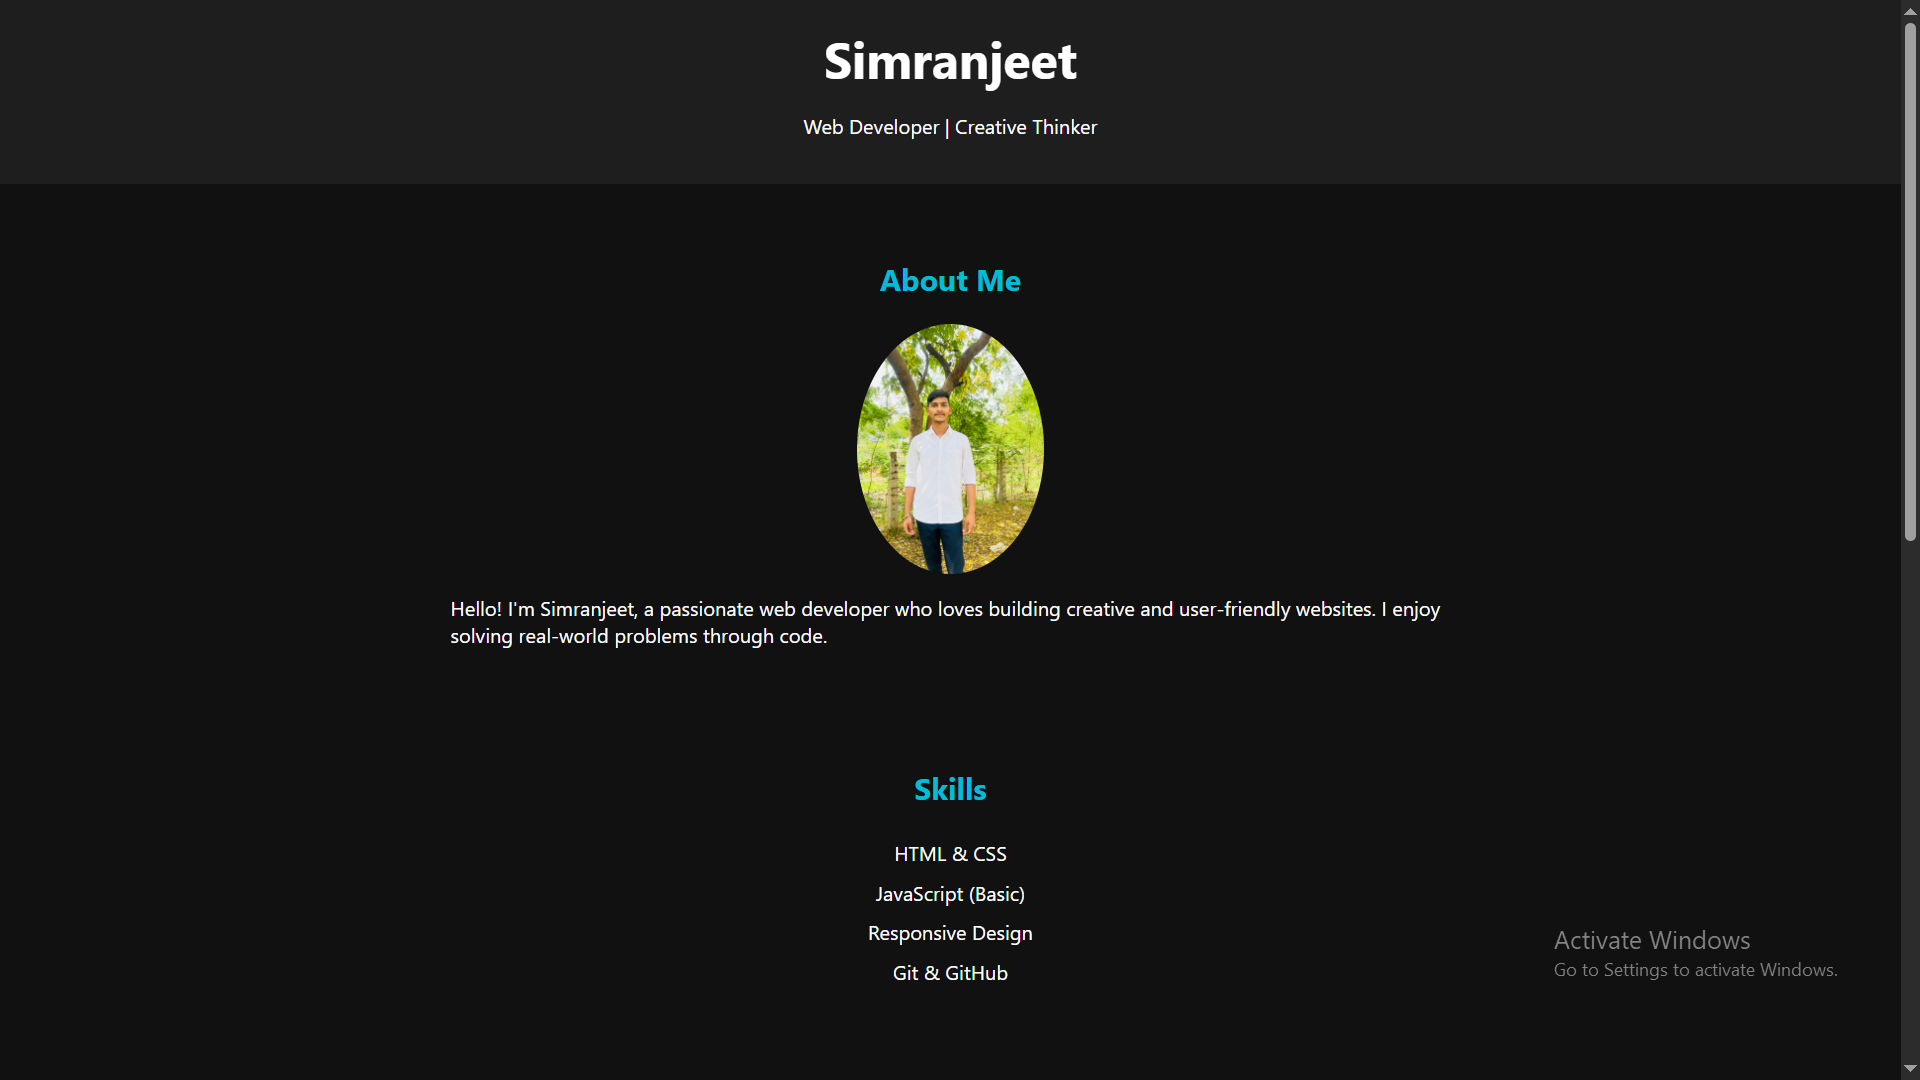 Simranjeet
Web Developer | Creative Thinker
About Me
Hello! I'm Simranjeet, a passionate web developer who loves building creative and user-friendly websites. I enjoy
solving real-world problems through code.
Skills
HTML & CSS
JavaScript (Basic)
Responsive Design
Git & GitHub
Activate Windows
Go to Settings to activate Windows.